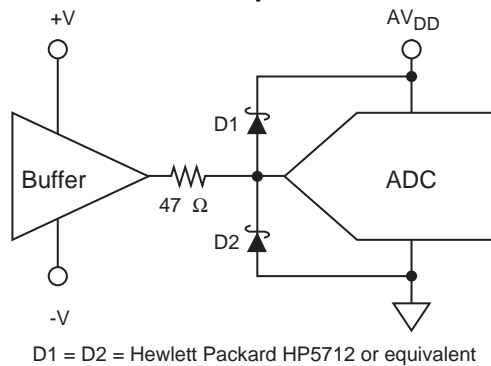 +V
AVDD
D1
Buffer
ADC
47 Ω
D2
-V
D1 = D2 = Hewlett Packard HP5712 or equivalent